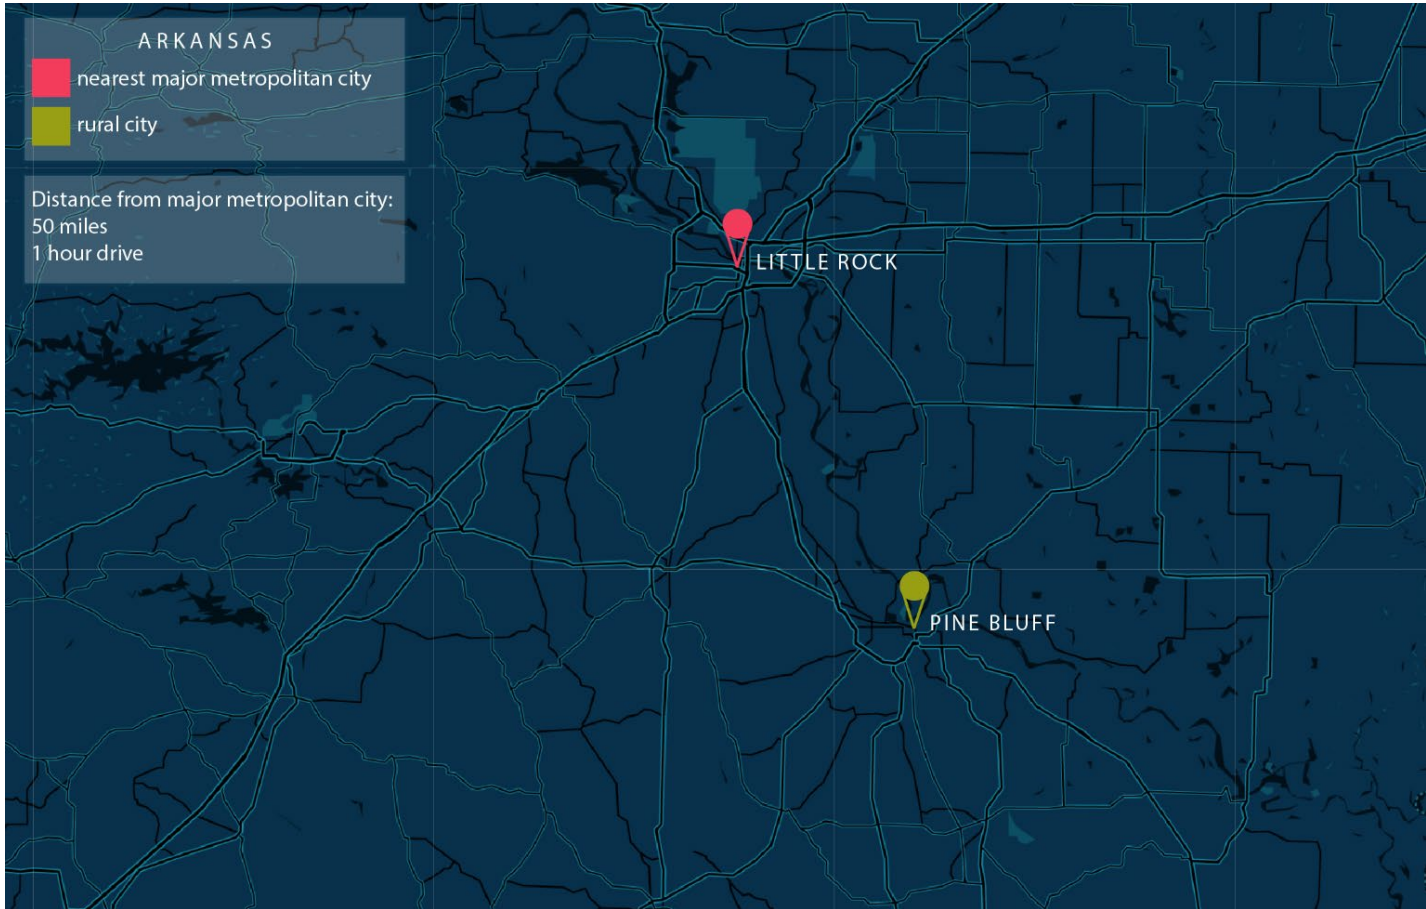 ARKANSAS
nearest major metropolitan city
rural city
Distance from major metropolitan city:
50 miles
1 hour drive
LITTLE ROCK
PINE BLUFF